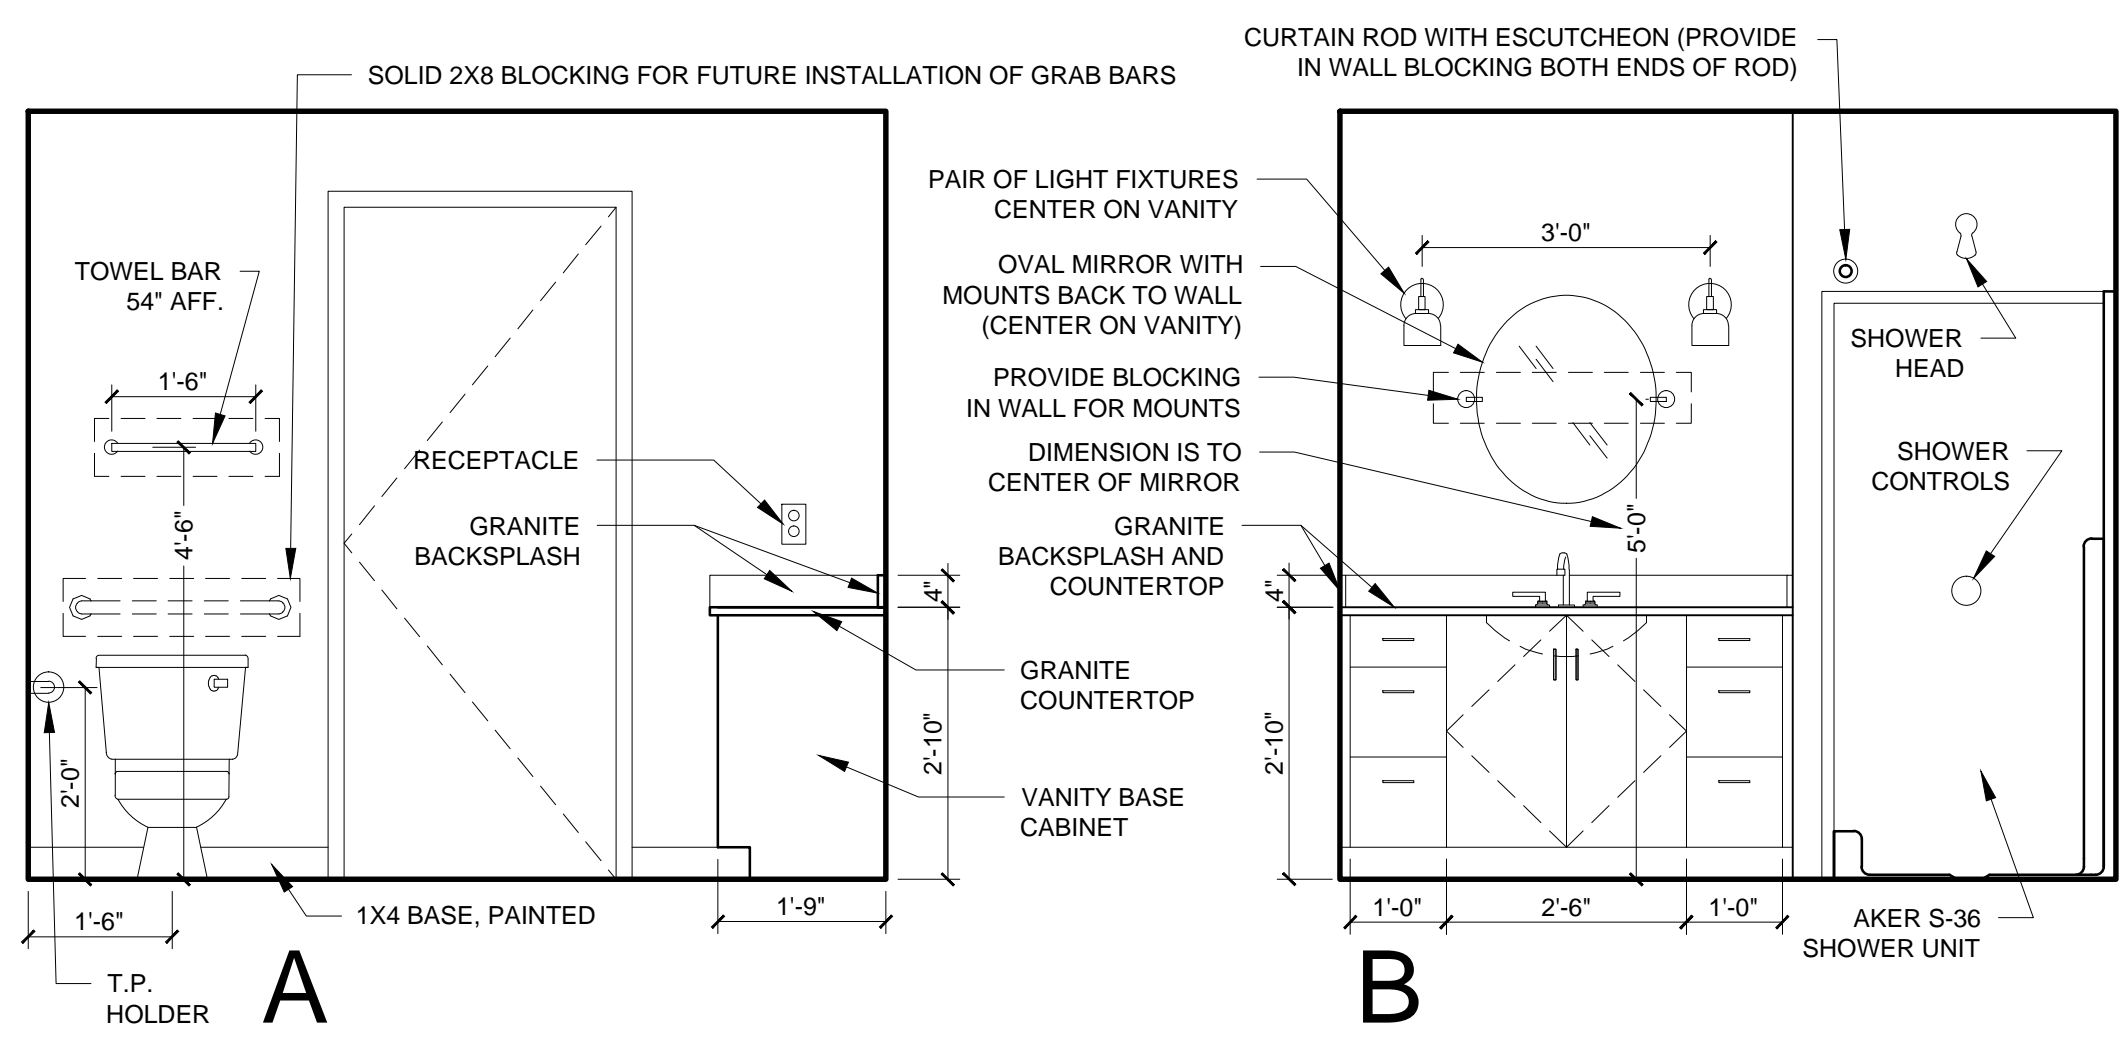 CURTAIN ROD WITH ESCUTCHEON (PROVIDE
IN WALL BLOCKING BOTH ENDS OF ROD)
SOLID 2X8 BLOCKING FOR FUTURE INSTALLATION OF GRAB BARS
TOWEL BAR
54" AFF.
1'-6"
4'-6"
2'-0"
RECEPTACLE
GRANITE
BACKSPLASH
4"
2'-10"
GRANITE
COUNTERTOP
VANITY BASE
CABINET
1'-6"
1X4 BASE, PAINTED
1'-9"
T.P.
HOLDER
A
PAIR OF LIGHT FIXTURES
CENTER ON VANITY
OVAL MIRROR WITH
MOUNTS BACK TO WALL
(CENTER ON VANITY)
PROVIDE BLOCKING
IN WALL FOR MOUNTS
DIMENSION IS TO
CENTER OF MIRROR
GRANITE
BACKSPLASH AND
COUNTERTOP
3'-0"
5'-0"
4"
2'-10"
SHOWER
HEAD
SHOWER
CONTROLS
1'-0"
2'-6"
1'-0"
AKER S-36
SHOWER UNIT
B